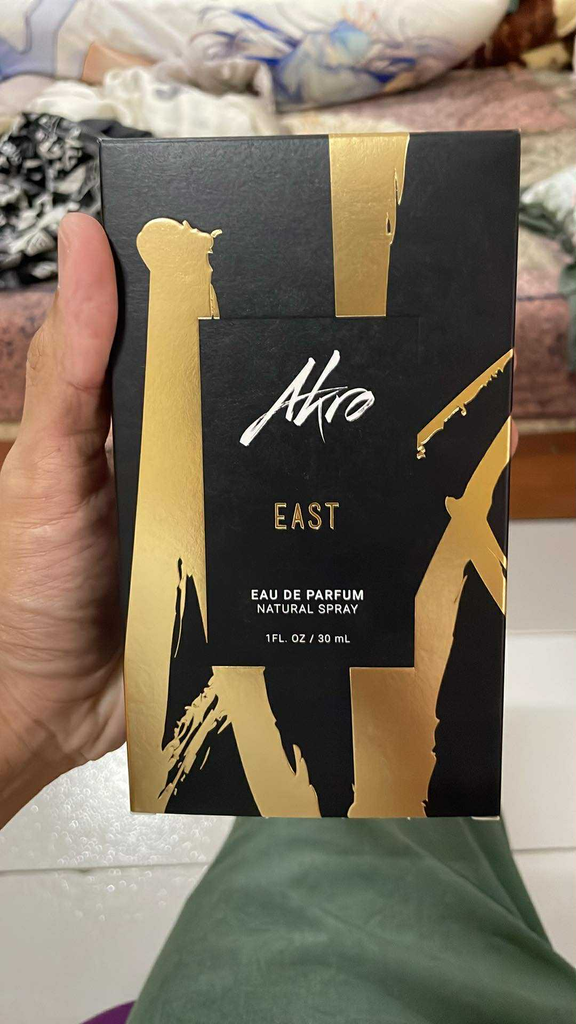 Akro
EAST
EAU DE PARFUM
NATURAL SPRAY
1FL. OZ / 30 mL